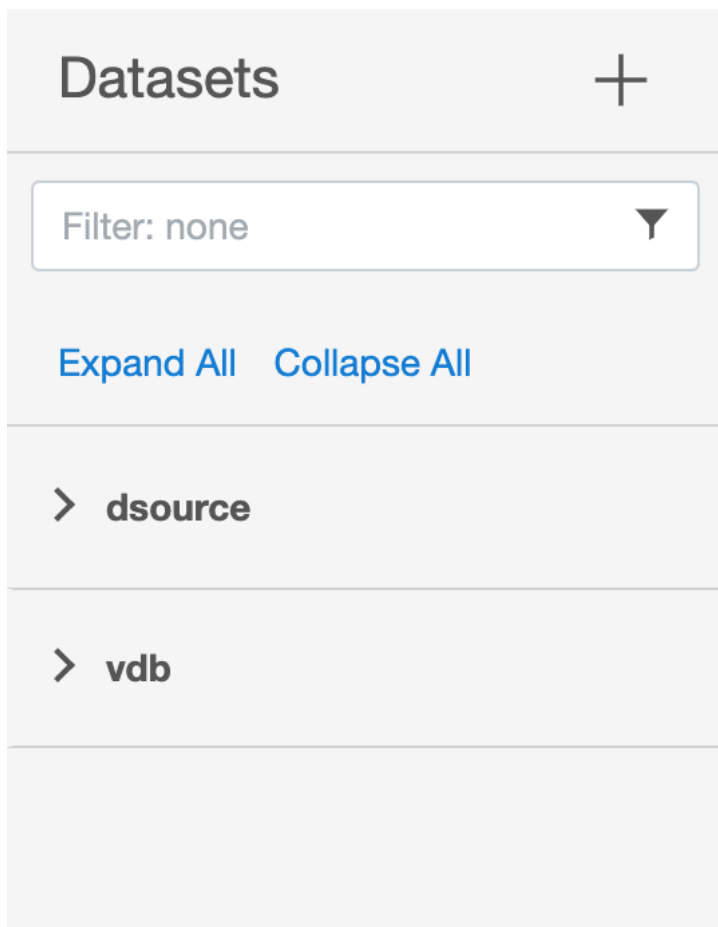 Datasets
Filter: none
Expand All Collapse All
dsource
vdb